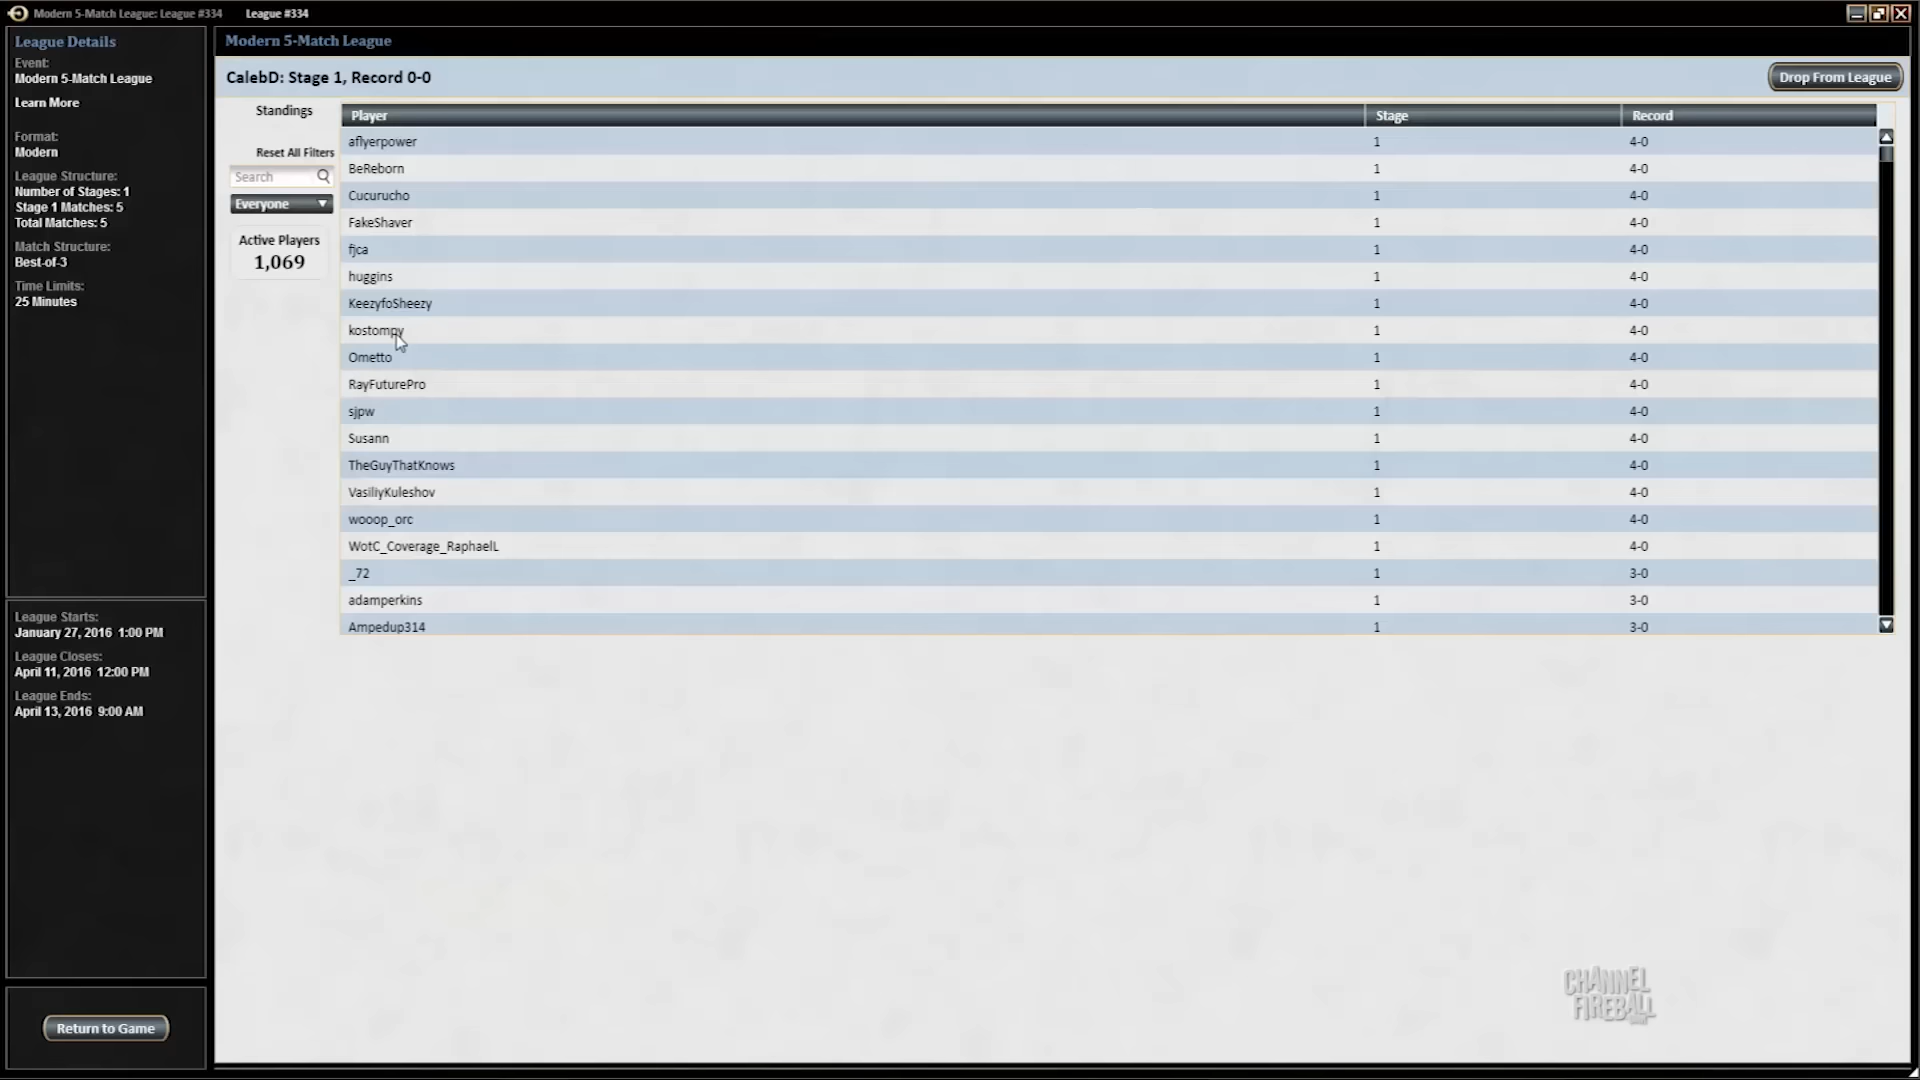 Modern 5-Match League: League #334 League #334
League Details
Event:
Modern 5-Match League
Learn More
Format:
Modern
League Structure:
Number of Stages: 1
Stage 1 Matches: 5
Total Matches: 5
Match Structure:
Best-of-3
Time Limits:
25 Minutes
League Starts:
January 27, 2016 1:00 PM
League Closes:
April 11, 2016 12:00 PM
League Ends:
April 13, 2016 9:00 AM
Return to Game
Modern 5-Match League
CalebD: Stage 1, Record 0-0
Drop From League
Standings
Reset All Filters
Search
Everyone
Active Players
1,069
Player Stage Record
aflyerpower 1 4-0
BeReborn 1 4-0
Cucurucho 1 4-0
FakeShaver 1 4-0
fjca 1 4-0
huggins 1 4-0
KeezyfoSheezy 1 4-0
kostompy 1 4-0
Ometto 1 4-0
RayFuturePro 1 4-0
sjpw 1 4-0
Susann 1 4-0
TheGuyThatKnows 1 4-0
VasiliyKuleshov 1 4-0
wooop_orc 1 4-0
WotC_Coverage_RaphaelL 1 4-0
_72 1 3-0
adamperkins 1 3-0
Ampedup314 1 3-0
CHANNEL
FIREBALL